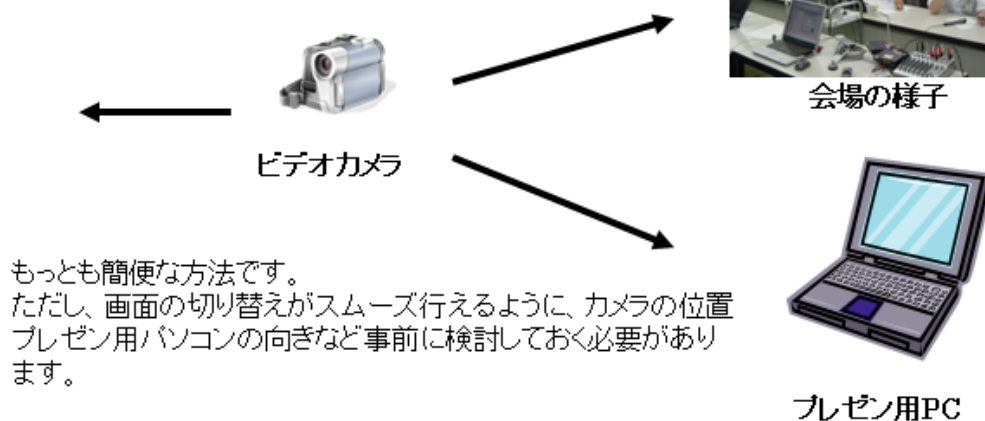 会場の様子
ビデオカメラ
もっとも簡便な方法です。
ただし、画面の切り替えがスムーズ行えるように、カメラの位置
プレゼン用パソコンの向きなど事前に検討しておく必要があり
ます。
プレゼン用PC